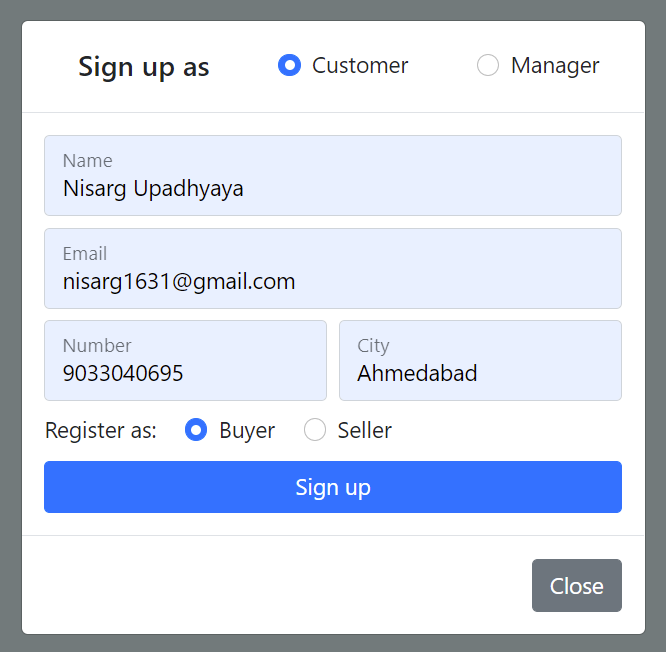 Sign up as Customer Manager
Name
Nisarg Upadhyaya
Email
nisarg1631@gmail.com
Number
9033040695
City
Ahmedabad
Register as: Buyer Seller
Sign up
Close